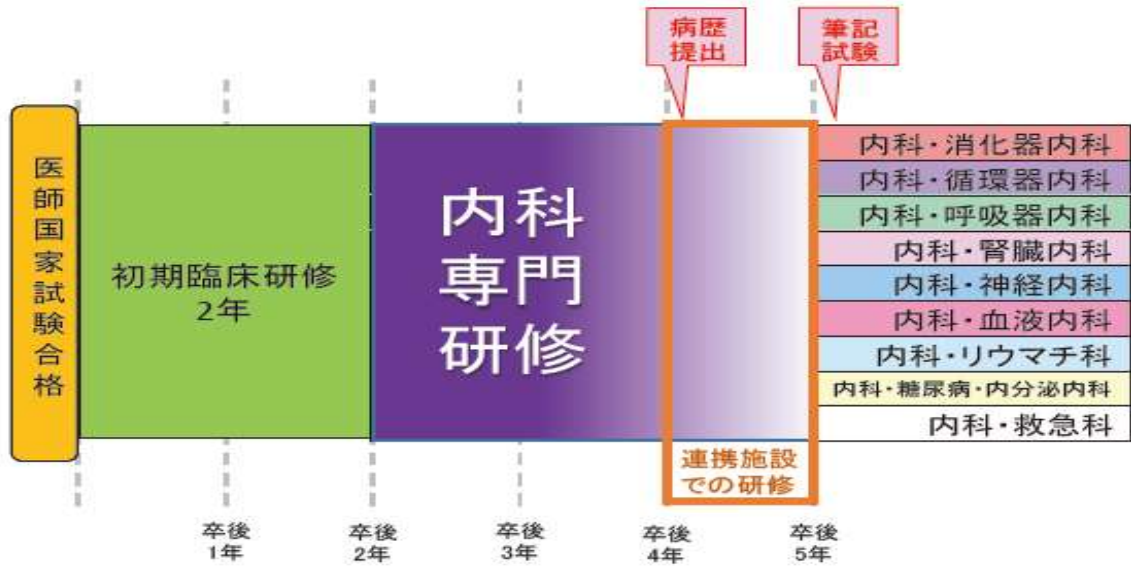 病歴
提出
筆記
試験
医師国家試験合格
初期臨床研修
2年
内科
専門
研修
内科・消化器内科
内科・循環器内科
内科・呼吸器内科
内科・腎臓内科
内科・神経内科
内科・血液内科
内科・リウマチ科
内科・糖尿病・内分泌内科
内科・救急科
連携施設
での研修
卒後
1年
卒後
2年
卒後
3年
卒後
4年
卒後
5年